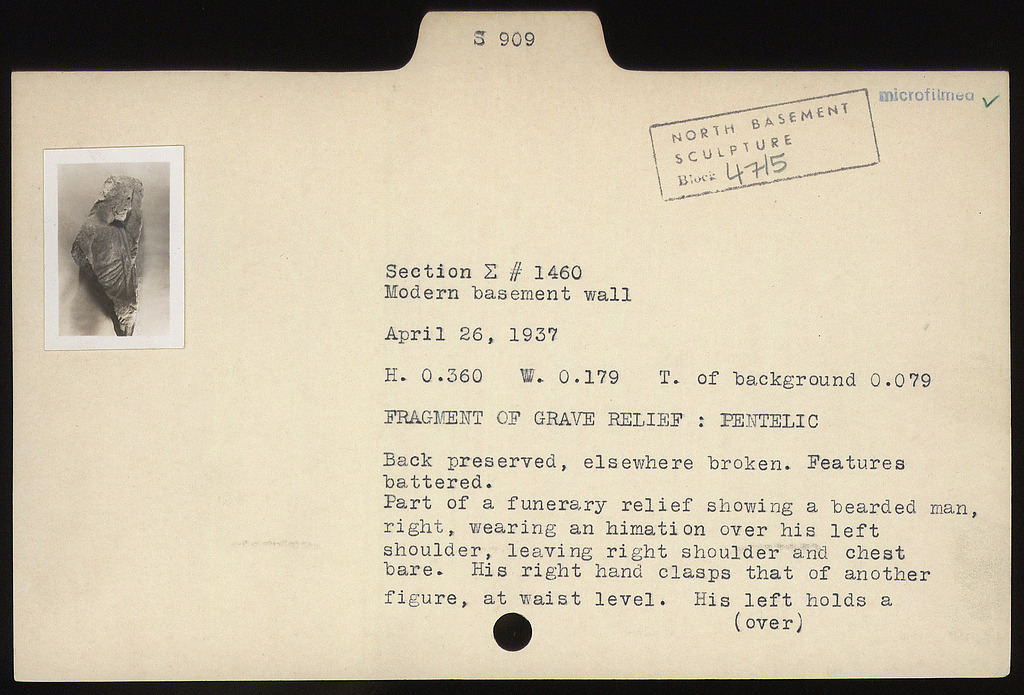 S 909
microfilmed ✓
NORTH BASEMENT
SCULPTURE
Block 47/5
Section Σ # 1460
Modern basement wall
April 26, 1937
H. 0.360 W. 0.179 T. of background 0.079
FRAGMENT OF GRAVE RELIEF : PENTELIC
Back preserved, elsewhere broken. Features
battered.
Part of a funerary relief showing a bearded man,
right, wearing an himation over his left
shoulder, leaving right shoulder and chest
bare. His right hand clasps that of another
figure, at waist level. His left holds a
(over)